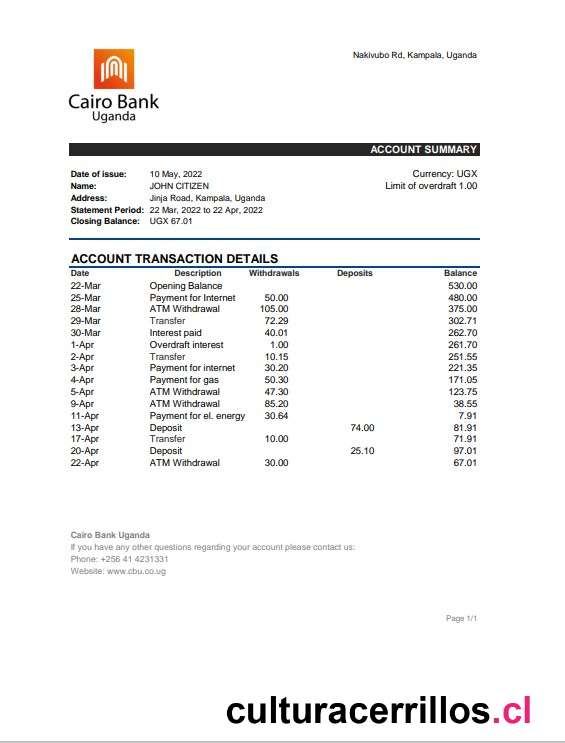 Nakivubo Rd, Kampala, Uganda
Cairo Bank
Uganda
ACCOUNT SUMMARY
Date of issue: 10 May, 2022 Currency: UGX
Name: JOHN CITIZEN Limit of overdraft 1.00
Address: Jinja Road, Kampala, Uganda
Statement Period: 22 Mar, 2022 to 22 Apr, 2022
Closing Balance: UGX 67.01
ACCOUNT TRANSACTION DETAILS
Date Description Withdrawals Deposits Balance
22-Mar Opening Balance 530.00
25-Mar Payment for Internet 50.00 480.00
28-Mar ATM Withdrawal 105.00 375.00
29-Mar Transfer 72.29 302.71
30-Mar Interest paid 40.01 262.70
1-Apr Overdraft interest 1.00 261.70
2-Apr Transfer 10.15 251.55
3-Apr Payment for internet 30.20 221.35
4-Apr Payment for gas 50.30 171.05
5-Apr ATM Withdrawal 47.30 123.75
9-Apr ATM Withdrawal 85.20 38.55
11-Apr Payment for el. energy 30.64 7.91
13-Apr Deposit 74.00 81.91
17-Apr Transfer 10.00 71.91
20-Apr Deposit 25.10 97.01
22-Apr ATM Withdrawal 30.00 67.01
Cairo Bank Uganda
If you have any other questions regarding your account please contact us:
Phone: +256 41 4231331
Website: www.cbu.co.ug
Page 1/1
culturacerrillos.cl